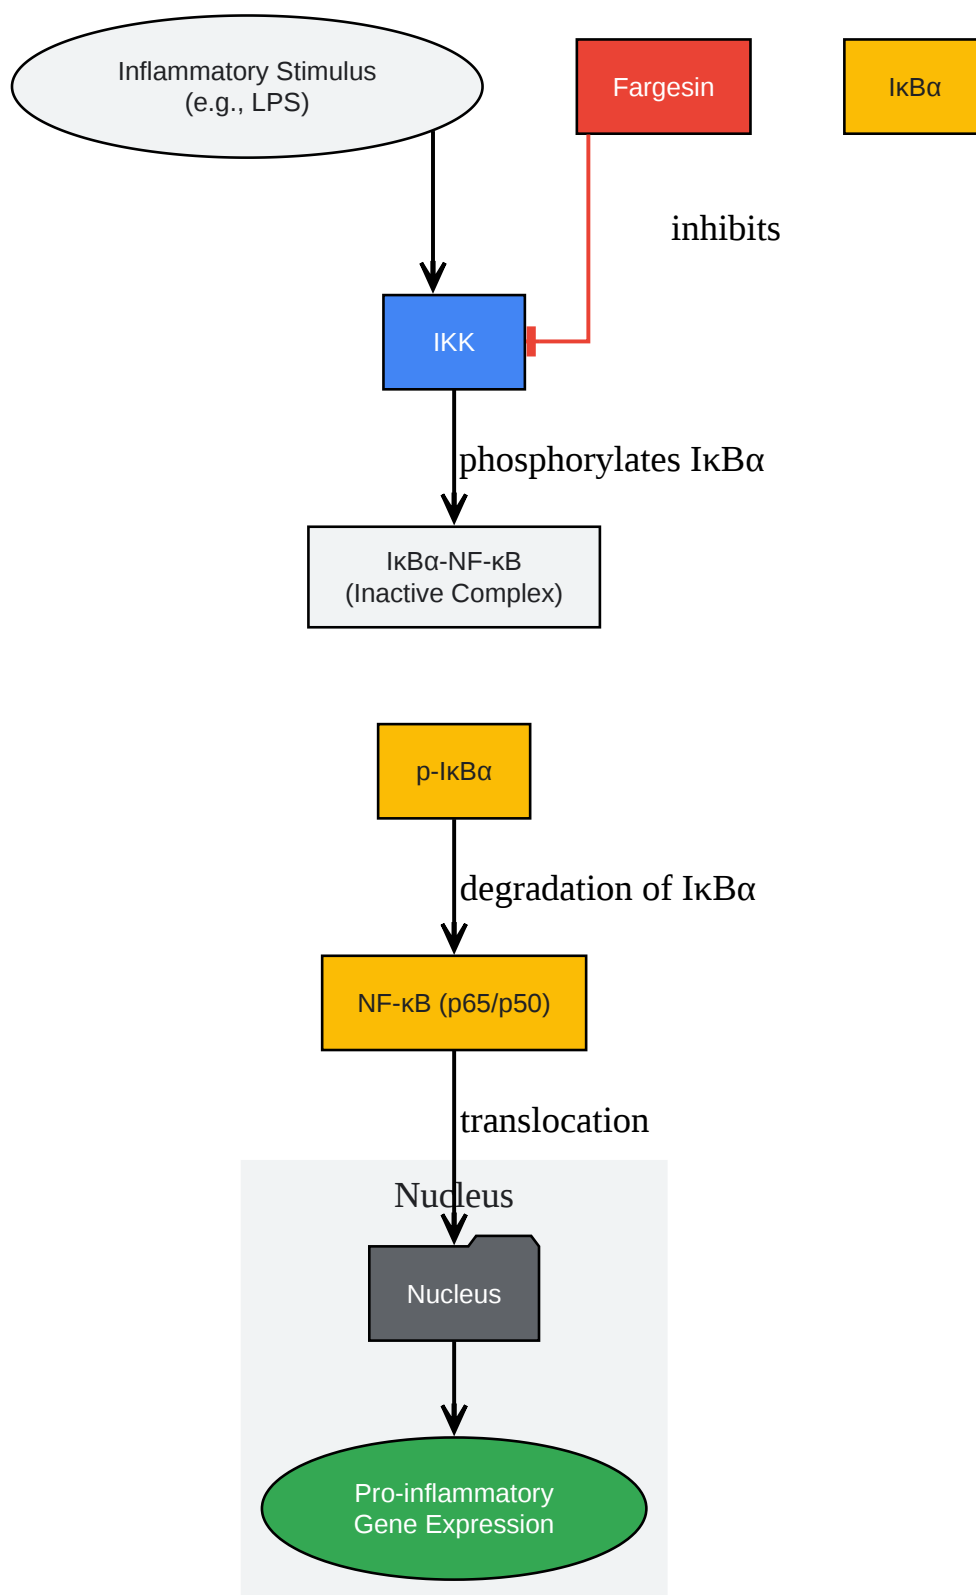 Inflammatory Stimulus
(e.g., LPS)
Fargesin
IκBα
inhibits
IKK
phosphorylates IκBα
IκBα-NF-κB
(Inactive Complex)
p-IκBα
degradation of IκBα
NF-κB (p65/p50)
translocation
Nucleus
Nucleus
Pro-inflammatory
Gene Expression